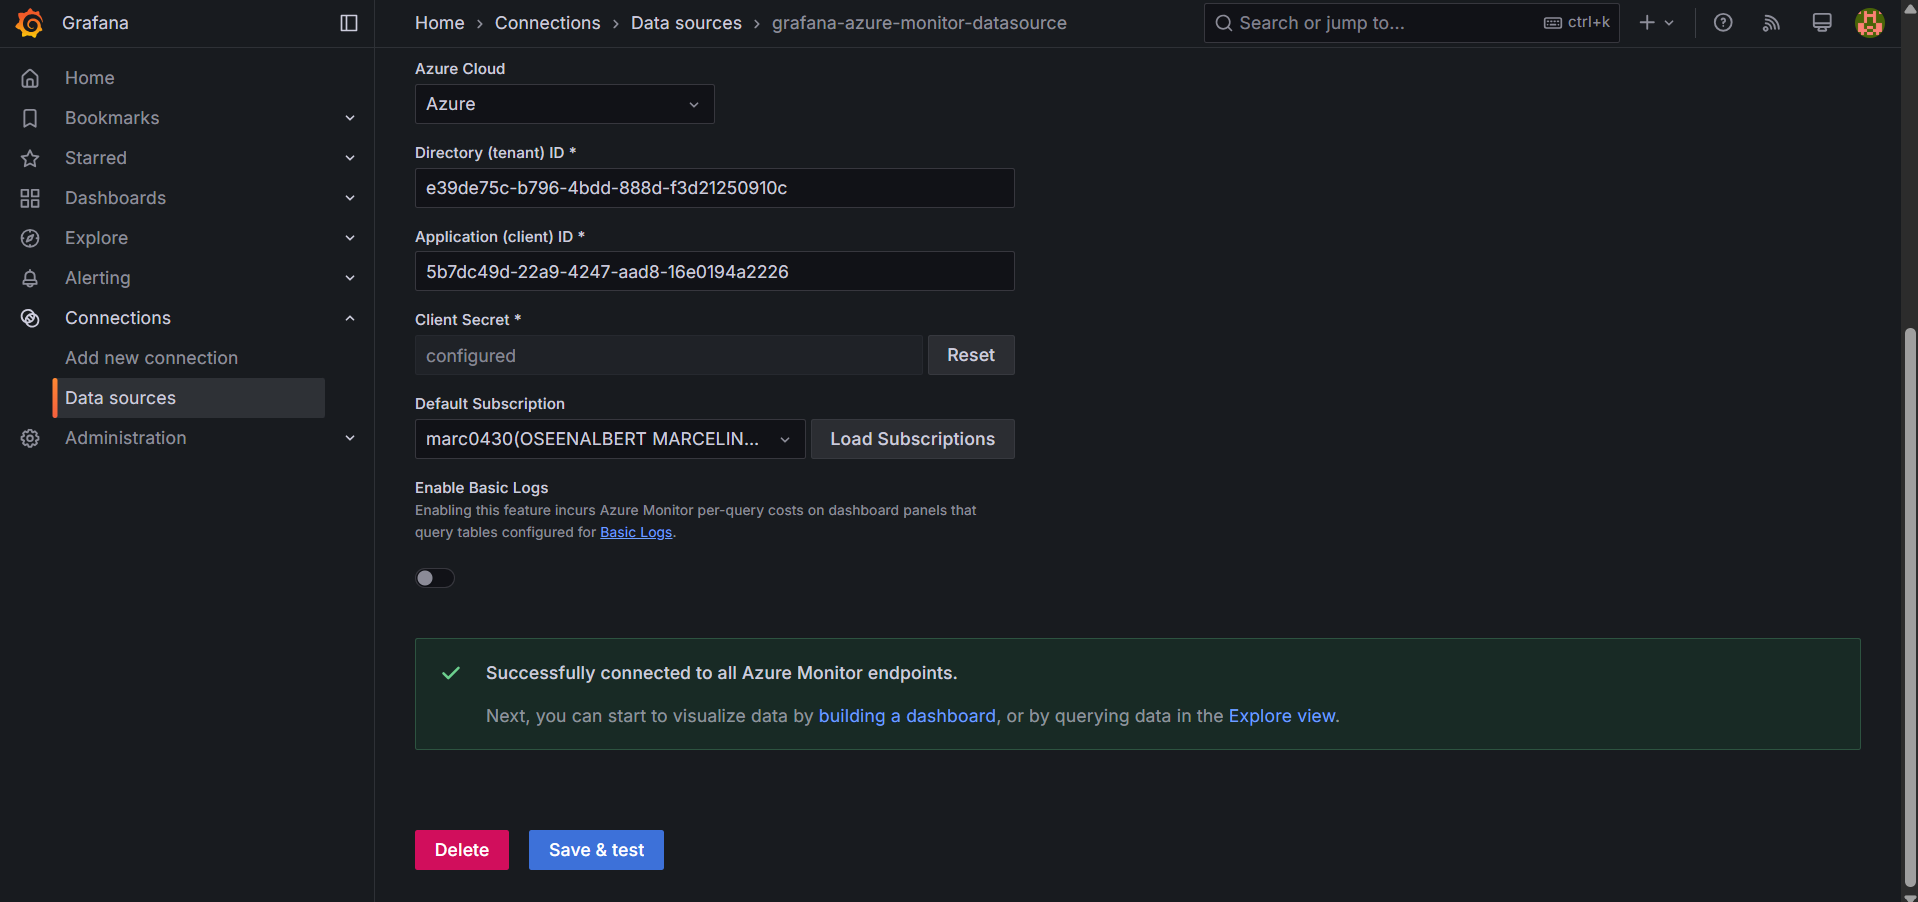 Grafana
Home
Bookmarks
Starred
Dashboards
Explore
Alerting
Connections
Add new connection
Data sources
Administration
Home > Connections > Data sources > grafana-azure-monitor-datasource
Search or jump to... ctrl+k
Azure Cloud
Azure
Directory (tenant) ID *
e39de75c-b796-4bdd-888d-f3d21250910c
Application (client) ID *
5b7dc49d-22a9-4247-aad8-16e0194a2226
Client Secret *
configured Reset
Default Subscription
marc0430(OSEENALBERT MARCELIN... Load Subscriptions
Enable Basic Logs
Enabling this feature incurs Azure Monitor per-query costs on dashboard panels that
query tables configured for Basic Logs.
Successfully connected to all Azure Monitor endpoints.
Next, you can start to visualize data by building a dashboard, or by querying data in the Explore view.
Delete Save & test